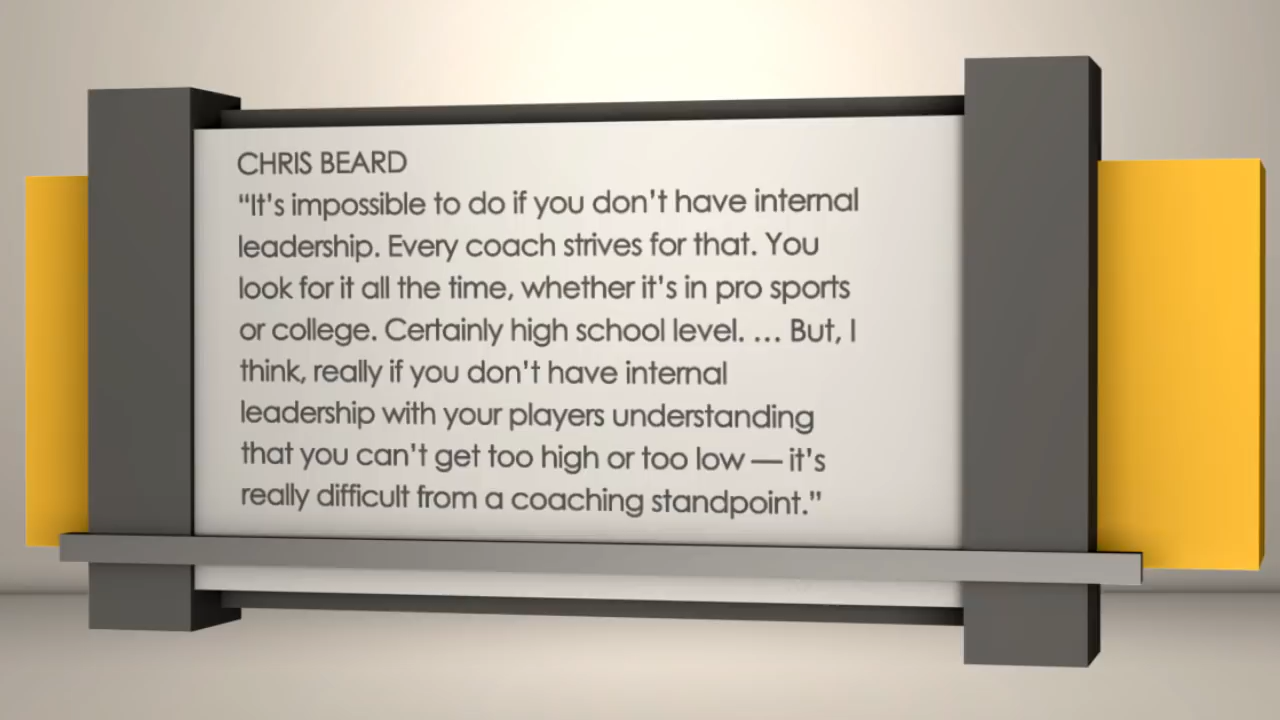 CHRIS BEARD
“It’s impossible to do if you don’t have internal
leadership. Every coach strives for that. You
look for it all the time, whether it’s in pro sports
or college. Certainly high school level. … But, I
think, really if you don’t have internal
leadership with your players understanding
that you can’t get too high or too low — it’s
really difficult from a coaching standpoint.”